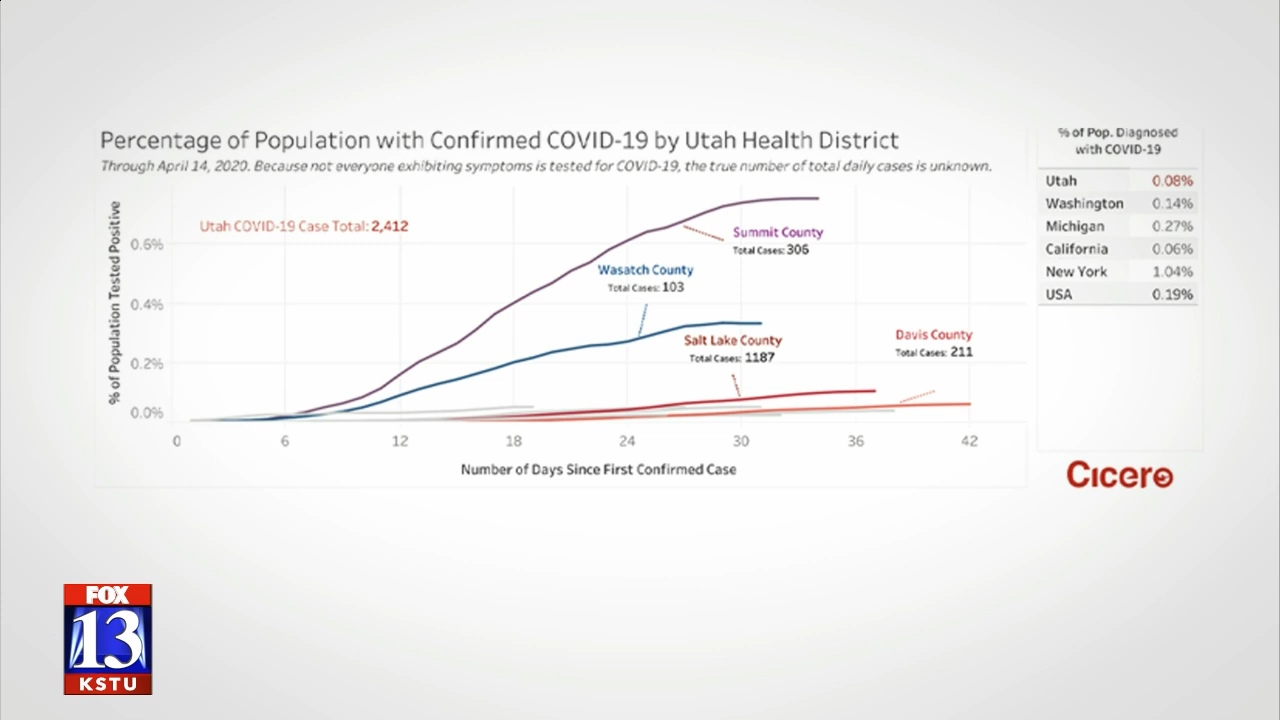 Percentage of Population with Confirmed COVID-19 by Utah Health District
Through April 14, 2020. Because not everyone exhibiting symptoms is tested for COVID-19, the true number of total daily cases is unknown.
% of Population Tested Positive
0.6%
0.4%
0.2%
0.0%
Utah COVID-19 Case Total: 2,412
Summit County
Total Cases: 306
Wasatch County
Total Cases: 103
Salt Lake County
Total Cases: 1187
Davis County
Total Cases: 211
0 6 12 18 24 30 36 42
Number of Days Since First Confirmed Case
% of Pop. Diagnosed
with COVID-19
Utah 0.08%
Washington 0.14%
Michigan 0.27%
California 0.06%
New York 1.04%
USA 0.19%
Cicero
FOX
13
KSTU